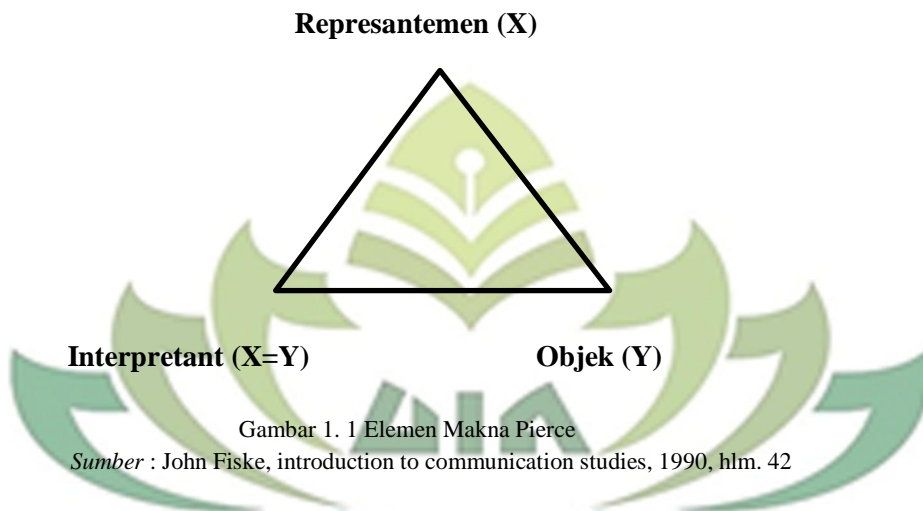 Represantemen (X)
Interpretant (X=Y) Objek (Y)
UIN
Gambar 1. 1 Elemen Makna Pierce
Sumber : John Fiske, introduction to communication studies, 1990, hlm. 42